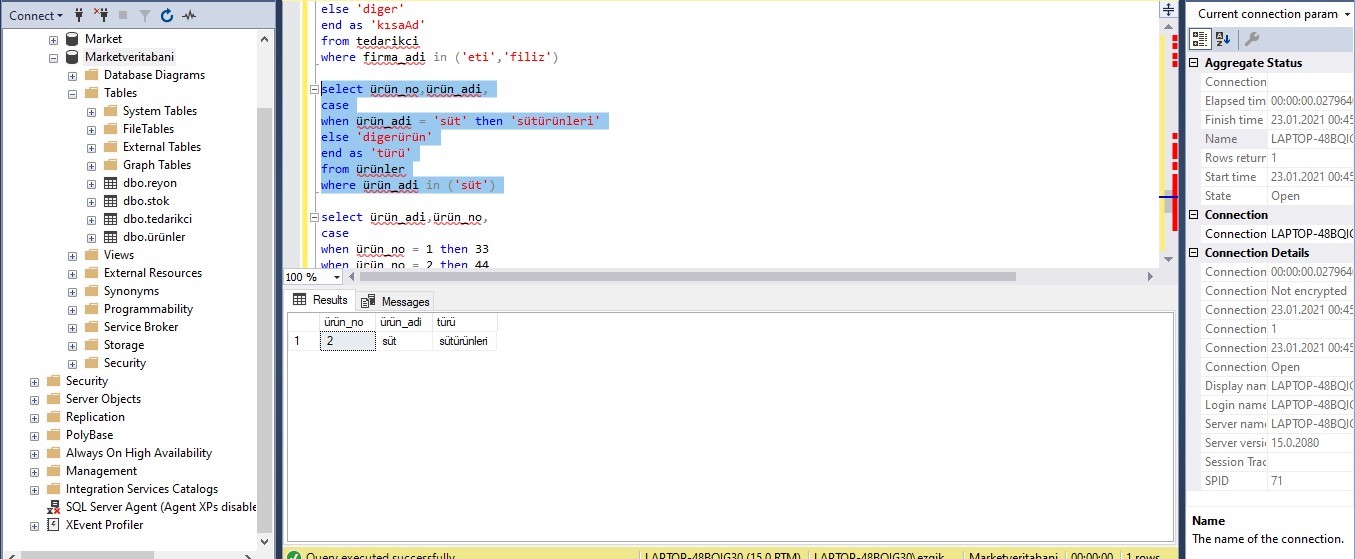 Connect
Market
Marketveritabani
Database Diagrams
Tables
System Tables
FileTables
External Tables
Graph Tables
dbo.reyon
dbo.stok
dbo.tedarikci
dbo.ürünler
Views
External Resources
Synonyms
Programmability
Service Broker
Storage
Security
Security
Server Objects
Replication
PolyBase
Always On High Availability
Management
Integration Services Catalogs
SQL Server Agent (Agent XPs disable
XEvent Profiler
else 'diger'
end as 'kısaAd'
from tedarikci
where firma_adi in ('eti','filiz')
select ürün_no,ürün_adi,
case
when ürün_adi = 'süt' then 'sütürünleri'
else 'digerürün'
end as 'türü'
from ürünler
where ürün_adi in ('süt')
select ürün_adi,ürün_no,
case
when ürün_no = 1 then 33
when ürün_no = 2 then 44
100 %
Results Messages
ürün_no ürün_adi türü
1 2 süt sütürünleri
Query executed successfully. LAPTOP-48BQIG30 (15.0 RTM) LAPTOP-48BQIG30\ezgik Marketveritabani 00:00:00 1 rows
Current connection param
Aggregate Status
Connection
Elapsed tim 00:00:00.027964
Finish time 23.01.2021 00:45
Name LAPTOP-48BQIG
Rows return 1
Start time 23.01.2021 00:45
State Open
Connection
Connection LAPTOP-48BQIG
Connection Details
Connection 00:00:00.027964
Connection Not encrypted
Connection 23.01.2021 00:45
Connection 1
Connection 23.01.2021 00:45
Connection Open
Display nam LAPTOP-48BQIG
Login name LAPTOP-48BQIG
Server name LAPTOP-48BQIG
Server versi 15.0.2080
Session Trac
SPID 71
Name
The name of the connection.